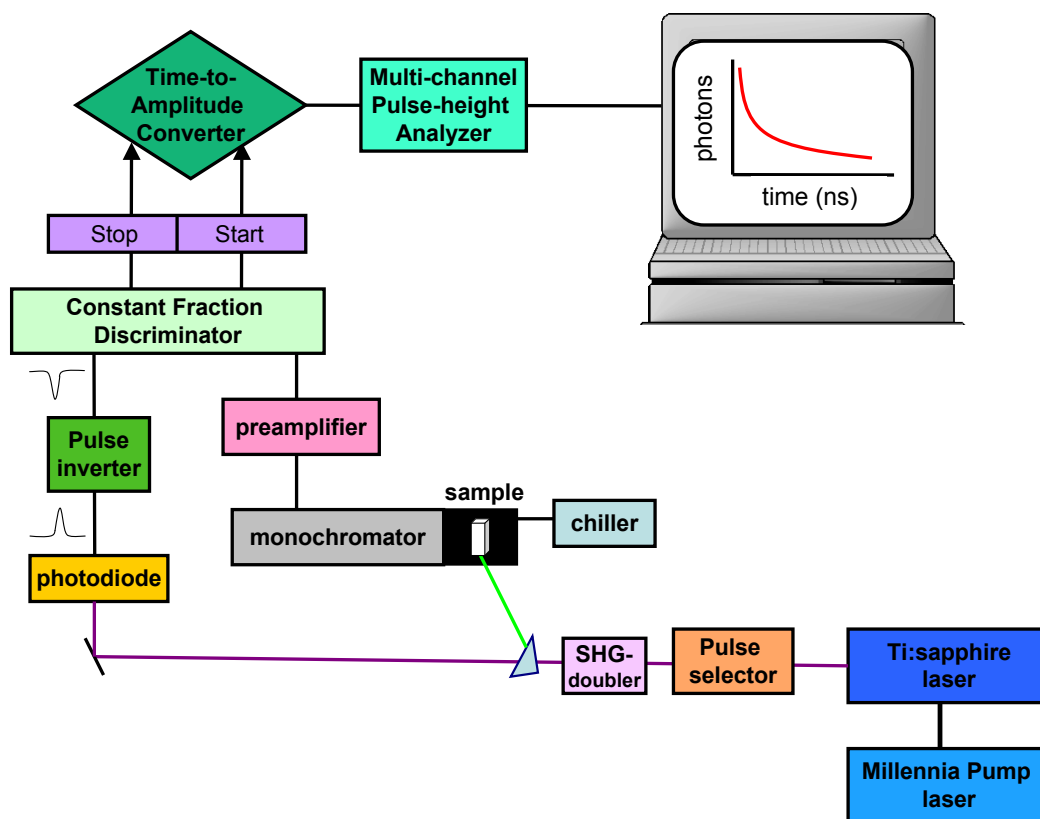 Time-to-
Amplitude
Converter
Multi-channel
Pulse-height
Analyzer
photons
time (ns)
Stop
Start
Constant Fraction
Discriminator
Pulse
inverter
preamplifier
sample
monochromator
chiller
photodiode
SHG-
doubler
Pulse
selector
Ti:sapphire
laser
Millennia Pump
laser